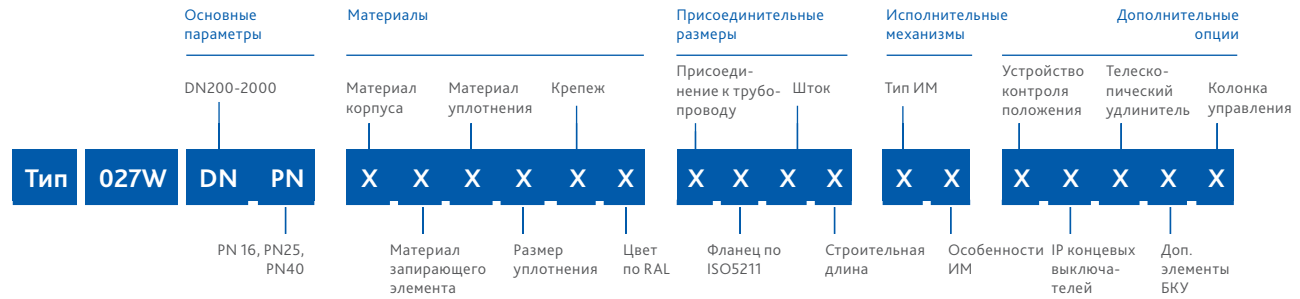 Основные
параметры
Материалы
Присоединительные
размеры
Исполнительные
механизмы
Дополнительные
опции
DN200-2000
Материал
корпуса
Материал
уплотнения
Крепеж
Присоеди-
нение к трубо-
проводу
Шток
Тип ИМ
Устройство
контроля
положения
Телеско-
пический
удлинитель
Колонка
управления
Тип 027W DN PN X X X X X X X X X X X X X X X X X
PN 16, PN25,
PN40
Материал
запирающего
элемента
Размер
уплотнения
Цвет
по RAL
Фланец по
ISO5211
Строительная
длина
Особенности
ИМ
IP концевых
выключа-
телей
Доп.
элементы
БКУ